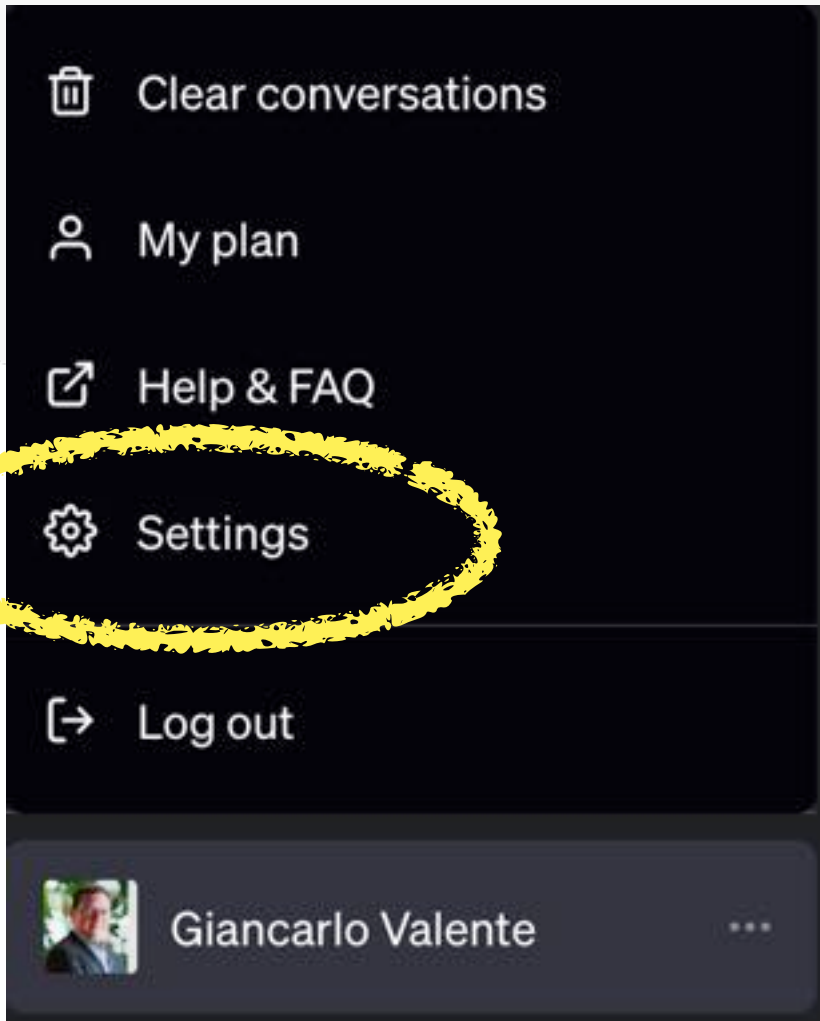 Clear conversations
My plan
Help & FAQ
Settings
Log out
Giancarlo Valente